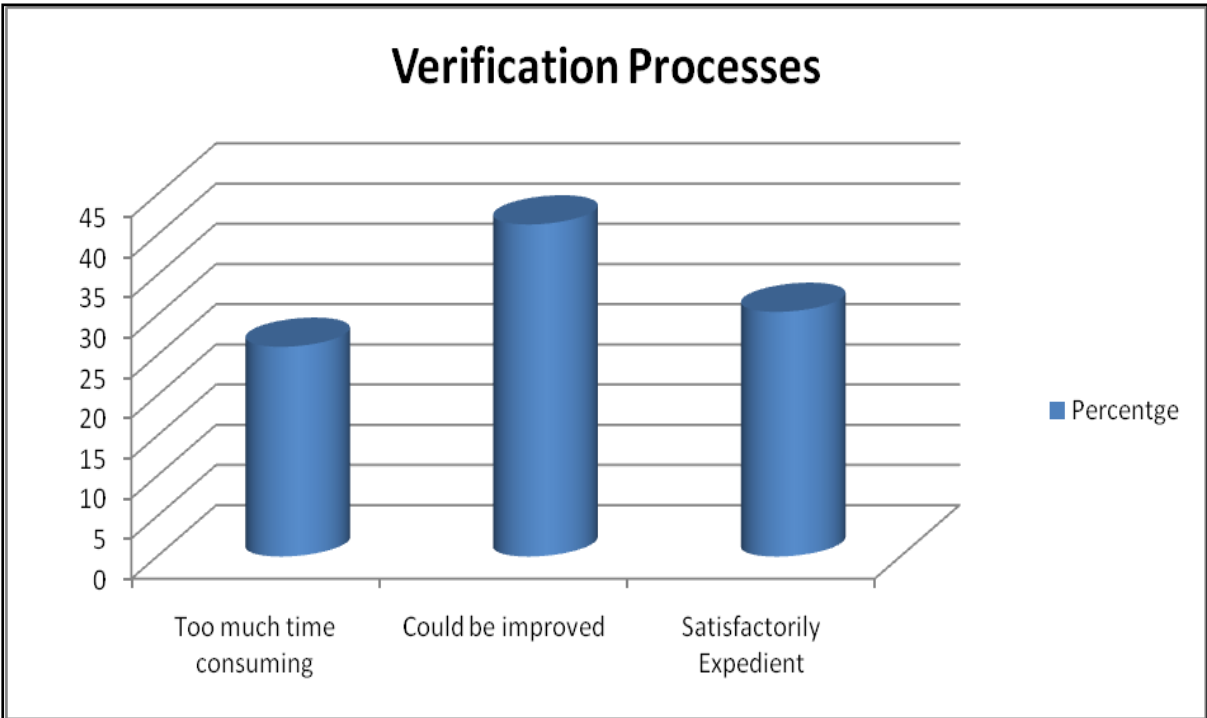 Verification Processes
45
40
35
30
25
20
15
10
5
0
Too much time
consuming
Could be improved
Satisfactorily
Expedient
Percentge